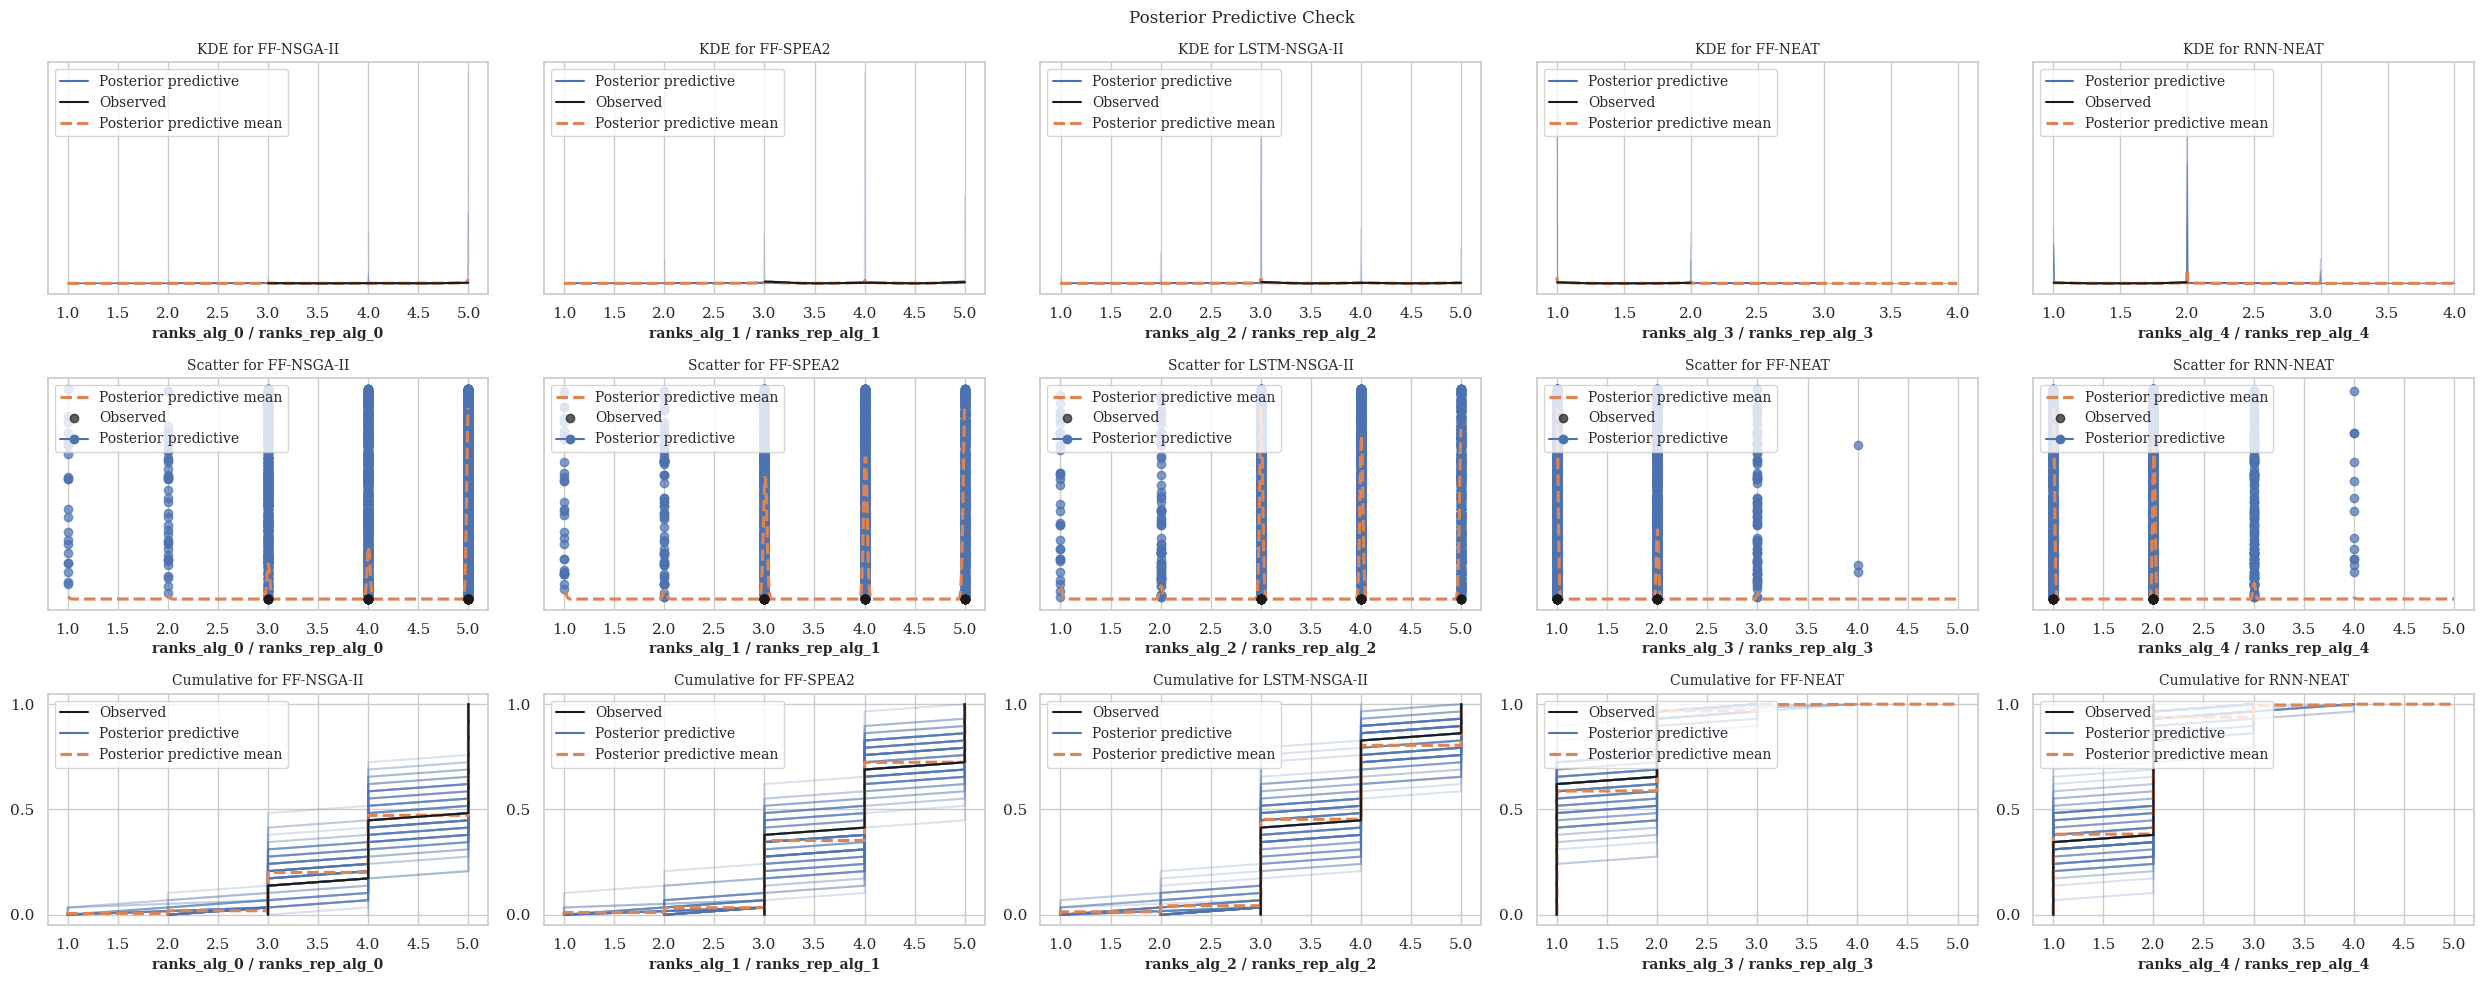 Posterior Predictive Check
KDE for FF-NSGA-II
Posterior predictive
Observed
Posterior predictive mean
1.0 1.5 2.0 2.5 3.0 3.5 4.0 4.5 5.0
ranks_alg_0 / ranks_rep_alg_0
KDE for FF-SPEA2
Posterior predictive
Observed
Posterior predictive mean
1.0 1.5 2.0 2.5 3.0 3.5 4.0 4.5 5.0
ranks_alg_1 / ranks_rep_alg_1
KDE for LSTM-NSGA-II
Posterior predictive
Observed
Posterior predictive mean
1.0 1.5 2.0 2.5 3.0 3.5 4.0 4.5 5.0
ranks_alg_2 / ranks_rep_alg_2
KDE for FF-NEAT
Posterior predictive
Observed
Posterior predictive mean
1.0 1.5 2.0 2.5 3.0 3.5 4.0
ranks_alg_3 / ranks_rep_alg_3
KDE for RNN-NEAT
Posterior predictive
Observed
Posterior predictive mean
1.0 1.5 2.0 2.5 3.0 3.5 4.0
ranks_alg_4 / ranks_rep_alg_4
Scatter for FF-NSGA-II
Posterior predictive mean
Observed
Posterior predictive
1.0 1.5 2.0 2.5 3.0 3.5 4.0 4.5 5.0
ranks_alg_0 / ranks_rep_alg_0
Scatter for FF-SPEA2
Posterior predictive mean
Observed
Posterior predictive
1.0 1.5 2.0 2.5 3.0 3.5 4.0 4.5 5.0
ranks_alg_1 / ranks_rep_alg_1
Scatter for LSTM-NSGA-II
Posterior predictive mean
Observed
Posterior predictive
1.0 1.5 2.0 2.5 3.0 3.5 4.0 4.5 5.0
ranks_alg_2 / ranks_rep_alg_2
Scatter for FF-NEAT
Posterior predictive mean
Observed
Posterior predictive
1.0 1.5 2.0 2.5 3.0 3.5 4.0 4.5 5.0
ranks_alg_3 / ranks_rep_alg_3
Scatter for RNN-NEAT
Posterior predictive mean
Observed
Posterior predictive
1.0 1.5 2.0 2.5 3.0 3.5 4.0 4.5 5.0
ranks_alg_4 / ranks_rep_alg_4
Cumulative for FF-NSGA-II
1.0
0.5
0.0
Observed
Posterior predictive
Posterior predictive mean
1.0 1.5 2.0 2.5 3.0 3.5 4.0 4.5 5.0
ranks_alg_0 / ranks_rep_alg_0
Cumulative for FF-SPEA2
1.0
0.5
0.0
Observed
Posterior predictive
Posterior predictive mean
1.0 1.5 2.0 2.5 3.0 3.5 4.0 4.5 5.0
ranks_alg_1 / ranks_rep_alg_1
Cumulative for LSTM-NSGA-II
1.0
0.5
0.0
Observed
Posterior predictive
Posterior predictive mean
1.0 1.5 2.0 2.5 3.0 3.5 4.0 4.5 5.0
ranks_alg_2 / ranks_rep_alg_2
Cumulative for FF-NEAT
1.0
0.5
0.0
Observed
Posterior predictive
Posterior predictive mean
1.0 1.5 2.0 2.5 3.0 3.5 4.0 4.5 5.0
ranks_alg_3 / ranks_rep_alg_3
Cumulative for RNN-NEAT
1.0
0.5
0.0
Observed
Posterior predictive
Posterior predictive mean
1.0 1.5 2.0 2.5 3.0 3.5 4.0 4.5 5.0
ranks_alg_4 / ranks_rep_alg_4